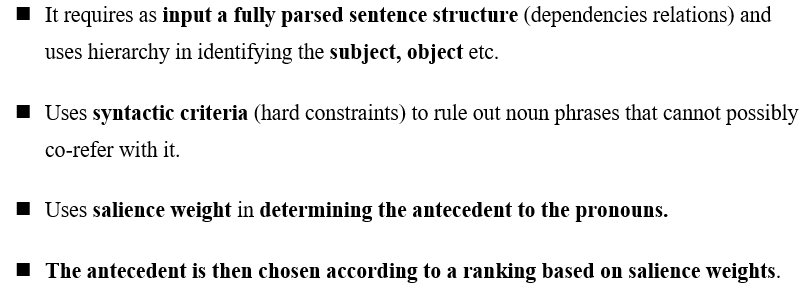 ■ It requires as input a fully parsed sentence structure (dependencies relations) and
uses hierarchy in identifying the subject, object etc.
■ Uses syntactic criteria (hard constraints) to rule out noun phrases that cannot possibly
co-refer with it.
■ Uses salience weight in determining the antecedent to the pronouns.
■ The antecedent is then chosen according to a ranking based on salience weights.